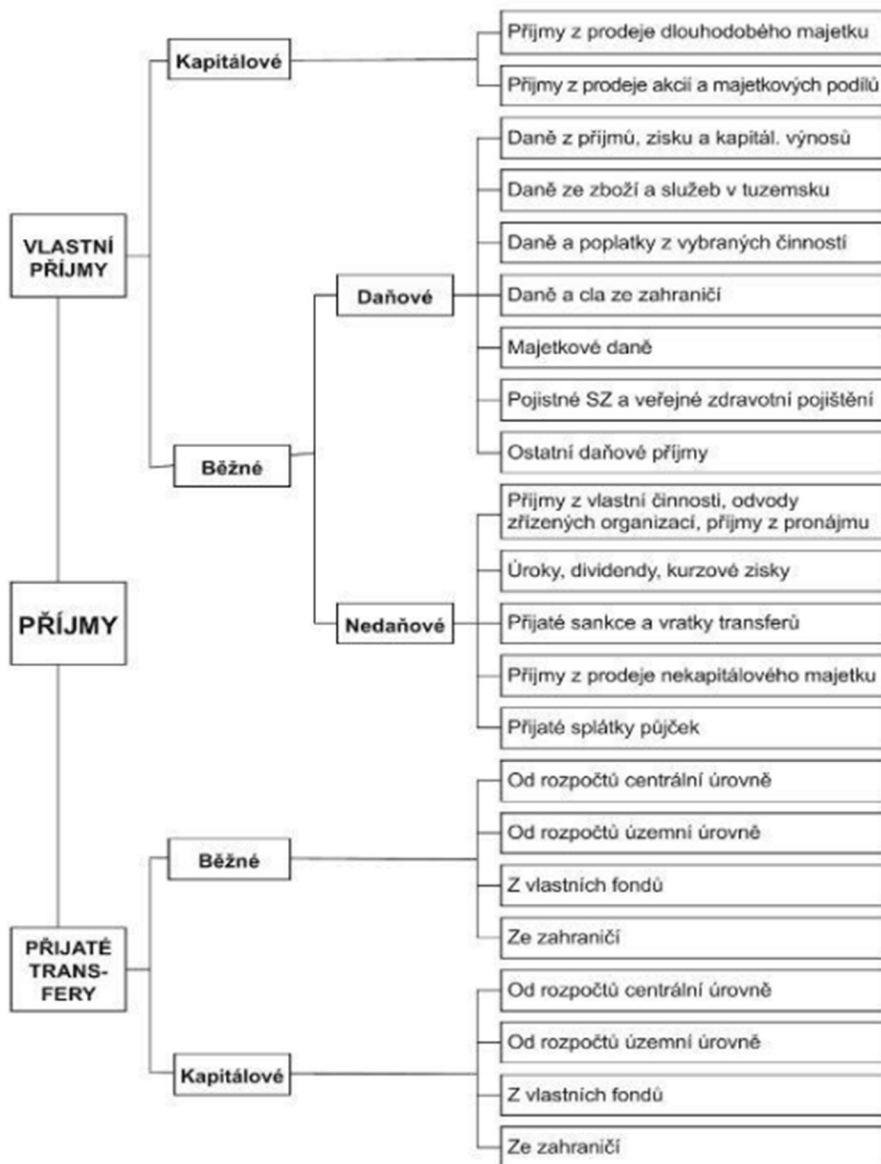 Kapitálové
Příjmy z prodeje dlouhodobého majetku
Příjmy z prodeje akcií a majetkových podílů
VLASTNÍ
PŘÍJMY
Běžné
Daňové
Daně z příjmů, zisku a kapitál. výnosů
Daně ze zboží a služeb v tuzemsku
Daně a poplatky z vybraných činností
Daně a cla ze zahraničí
Majetkové daně
Pojistné SZ a veřejné zdravotní pojištění
Ostatní daňové příjmy
Nedaňové
Příjmy z vlastní činnosti, odvody
zřízených organizací, příjmy z pronájmu
Úroky, dividendy, kurzové zisky
Přijaté sankce a vratky transferů
Příjmy z prodeje nekapitálového majetku
Přijaté splátky půjček
PŘÍJMY
PŘIJATÉ
TRANS-
FERY
Běžné
Od rozpočtů centrální úrovně
Od rozpočtů územní úrovně
Z vlastních fondů
Ze zahraničí
Kapitálové
Od rozpočtů centrální úrovně
Od rozpočtů územní úrovně
Z vlastních fondů
Ze zahraničí